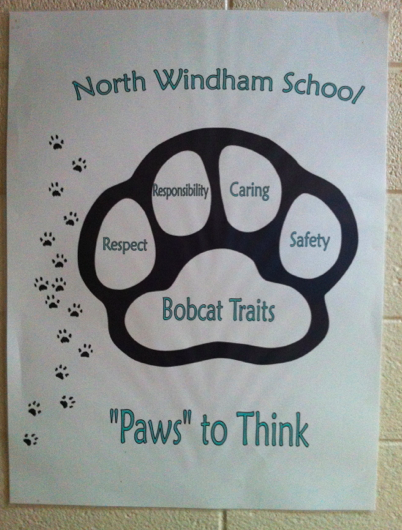 North Windham School
Responsibility
Caring
Respect
Safety
Bobcat Traits
"Paws" to Think